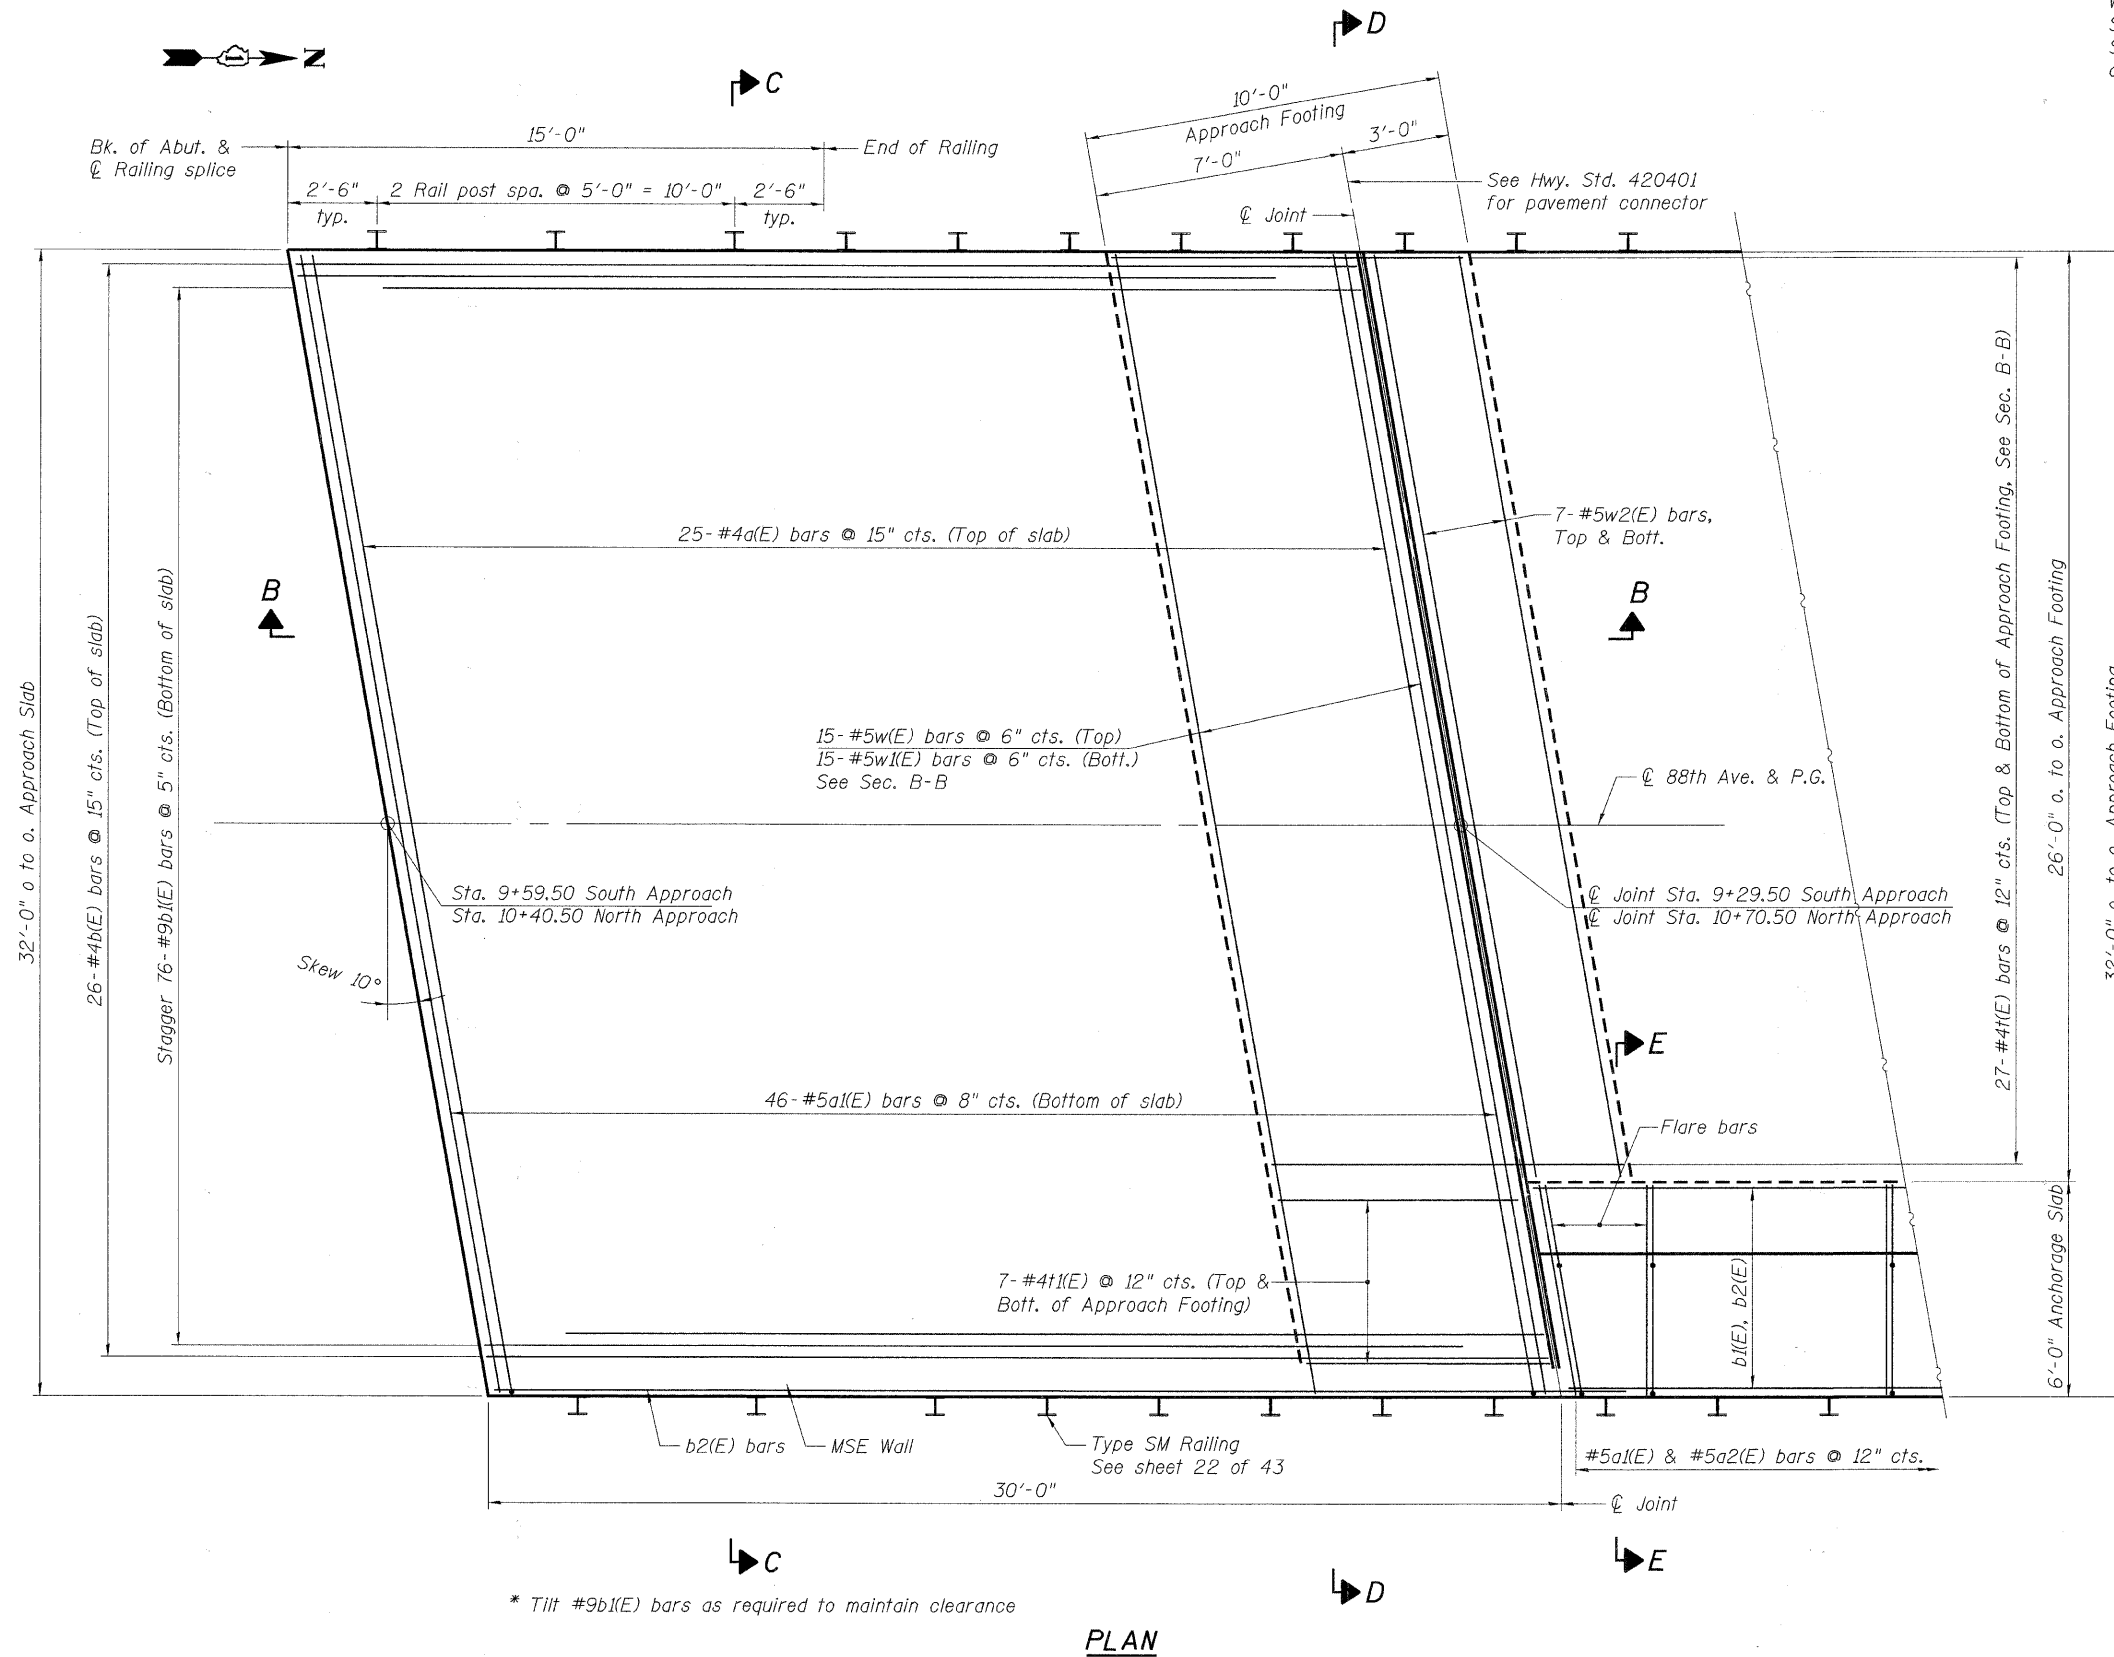 D
N
C
10'-0"
Approach Footing
3'-0"
7'-0"
Bk. of Abut. &
℄ Railing splice
15'-0"
End of Railing
2'-6"
typ.
2 Rail post spa. @ 5'-0" = 10'-0"
2'-6"
typ.
See Hwy. Std. 420401
for pavement connector
℄ Joint
25-#4a(E) bars @ 15" cts. (Top of slab)
7-#5w2(E) bars,
Top & Bott.
B
B
32'-0" o to o. Approach Slab
26-#4b(E) bars @ 15" cts. (Top of slab)
Stagger 76-#9b1(E) bars @ 5" cts. (Bottom of slab)
15-#5w(E) bars @ 6" cts. (Top)
15-#5w1(E) bars @ 6" cts. (Bott.)
See Sec. B-B
℄ 88th Ave. & P.G.
27-#4t(E) bars @ 12" cts. (Top & Bottom of Approach Footing, See Sec. B-B)
26'-0" o. to o. Approach Footing
32'-0" o. to o. Approach Footing
Sta. 9+59.50 South Approach
Sta. 10+40.50 North Approach
℄ Joint Sta. 9+29.50 South Approach
℄ Joint Sta. 10+70.50 North Approach
Skew 10°
E
46-#5a1(E) bars @ 8" cts. (Bottom of slab)
Flare bars
7-#4t1(E) @ 12" cts. (Top &
Bott. of Approach Footing)
b1(E), b2(E)
6'-0" Anchorage Slab
b2(E) bars
MSE Wall
Type SM Railing
See sheet 22 of 43
#5a1(E) & #5a2(E) bars @ 12" cts.
30'-0"
℄ Joint
C
E
D
* Tilt #9b1(E) bars as required to maintain clearance
PLAN